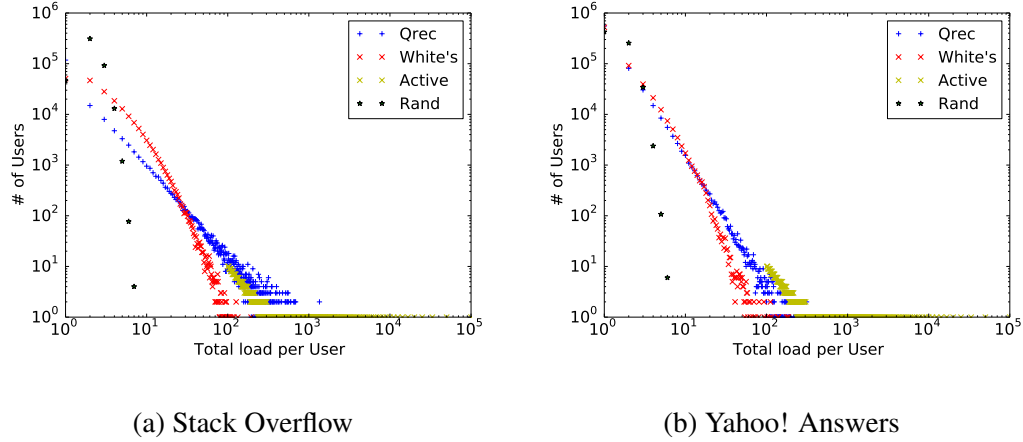 10^6
10^5
10^4
10^3
10^2
10^1
10^0
# of Users
Qrec
White's
Active
Rand
10^0 10^1 10^2 10^3 10^4 10^5
Total load per User
(a) Stack Overflow
10^6
10^5
10^4
10^3
10^2
10^1
10^0
# of Users
Qrec
White's
Active
Rand
10^0 10^1 10^2 10^3 10^4 10^5
Total load per User
(b) Yahoo! Answers